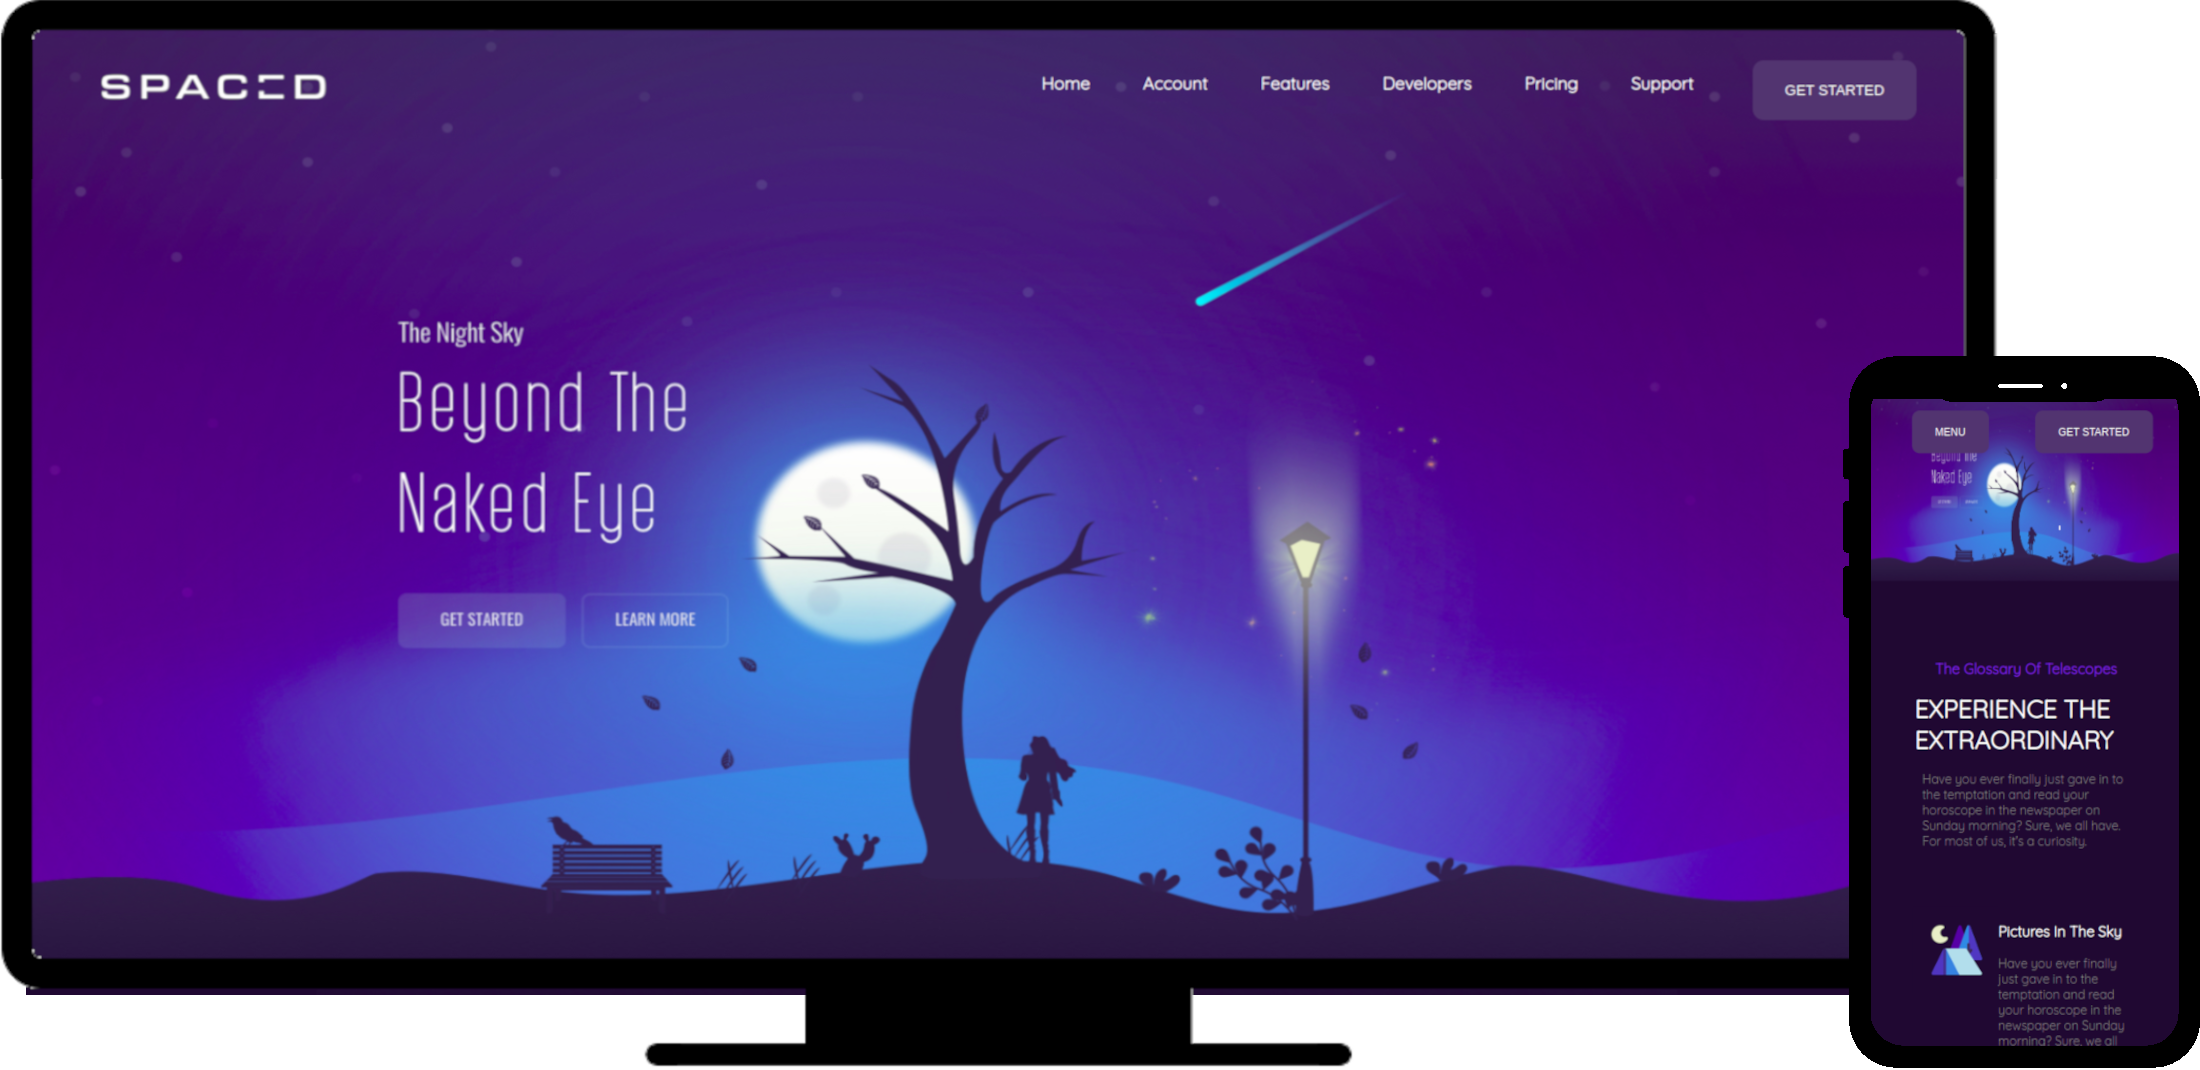 SPACED
Home Account Features Developers Pricing Support GET STARTED
The Night Sky
Beyond The
Naked Eye
GET STARTED LEARN MORE
MENU GET STARTED
Beyond The
Naked Eye
The Glossary Of Telescopes
EXPERIENCE THE
EXTRAORDINARY
Have you ever finally just gave in to
the temptation and read your
horoscope in the newspaper on
Sunday morning? Sure, we all have.
For most of us, it's a curiosity.
Pictures In The Sky
Have you ever finally
just gave in to the
temptation and read
your horoscope in the
newspaper on Sunday
morning? Sure, we all